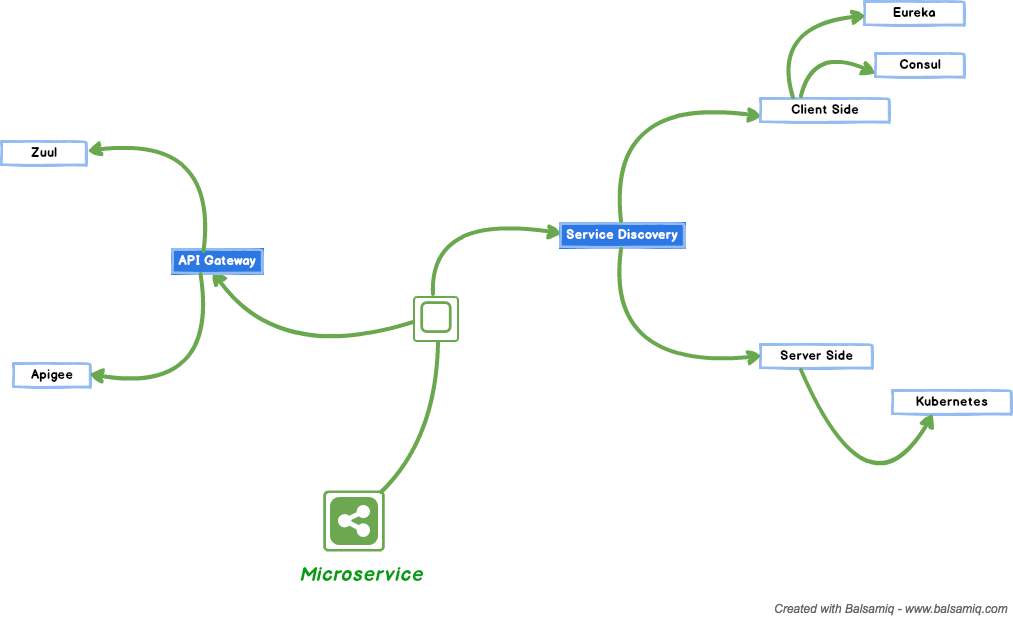 Eureka
Consul
Client Side
Zuul
Service Discovery
API Gateway
Server Side
Apigee
Kubernetes
Microservice
Created with Balsamiq - www.balsamiq.com